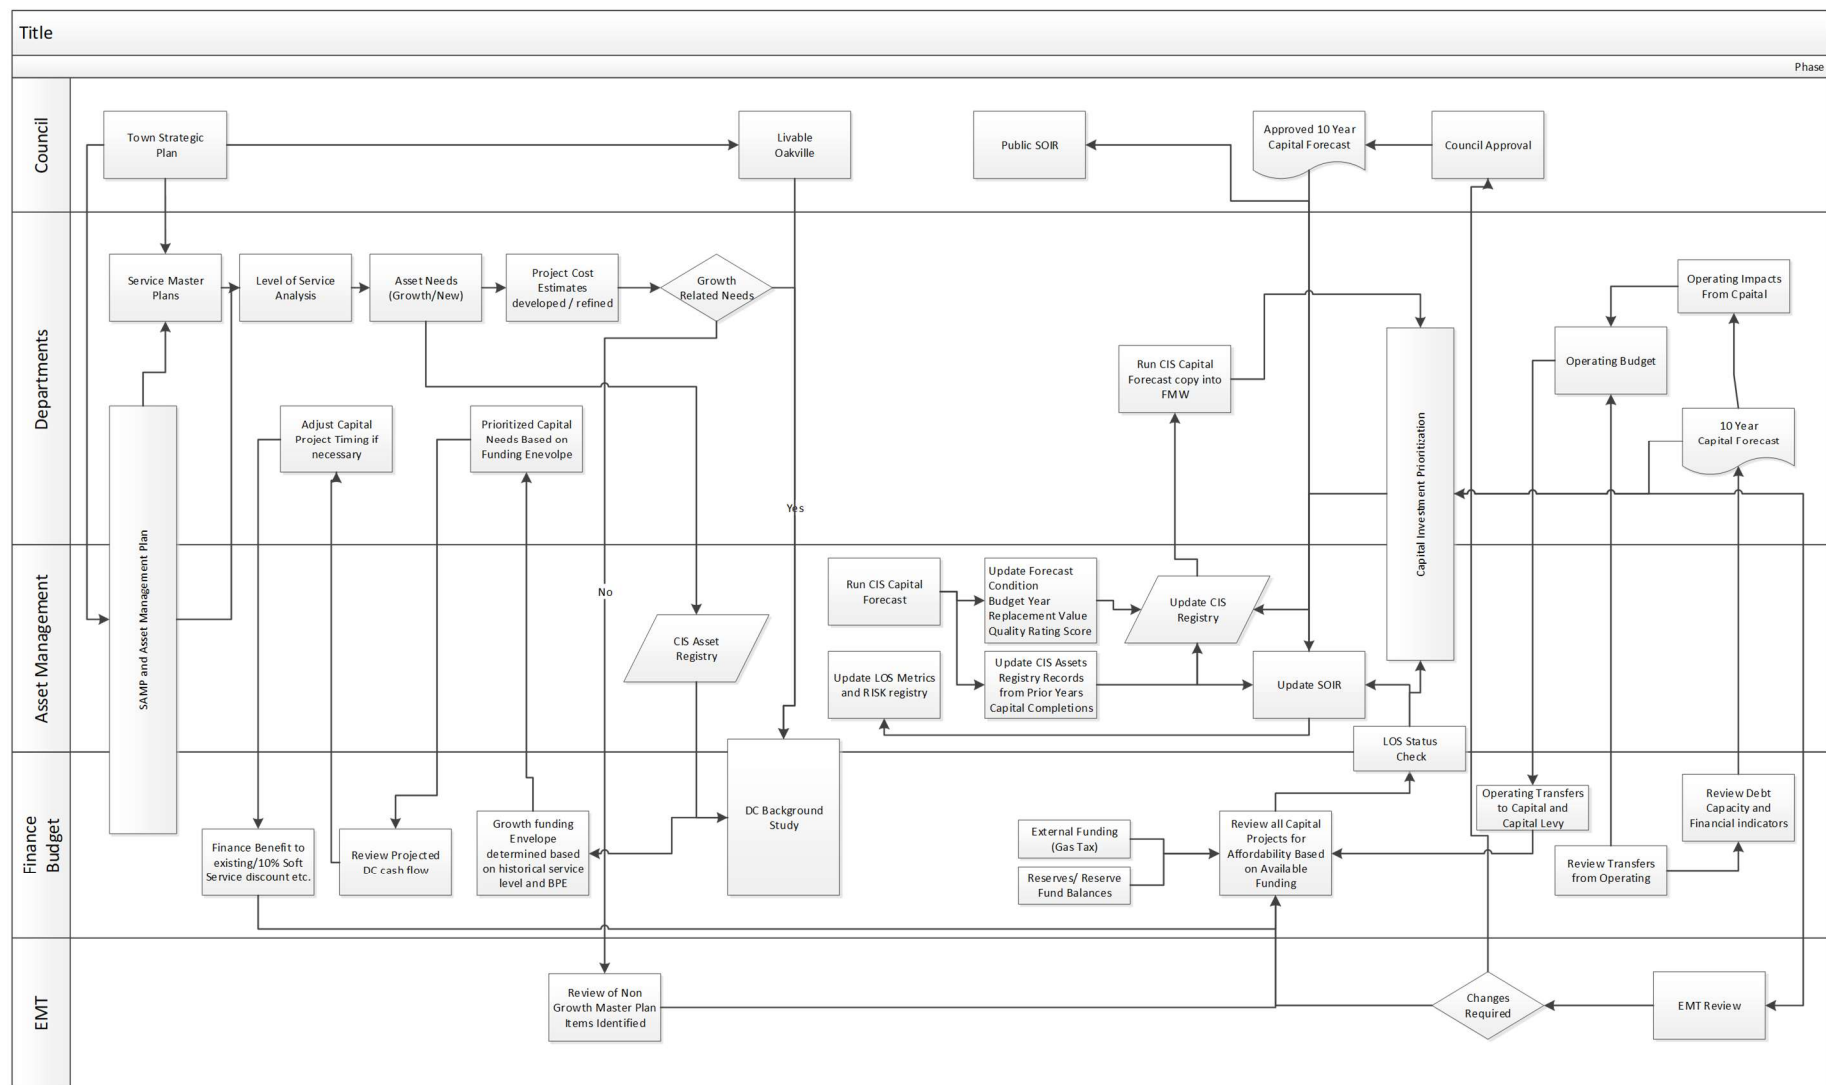 Title
Phase
Council
Town Strategic
Plan
Livable
Oakville
Public SOIR
Approved 10 Year
Capital Forecast
Council Approval
Departments
Service Master
Plans
Level of Service
Analysis
Asset Needs
(Growth/New)
Project Cost
Estimates
developed / refined
Growth
Related Needs
Operating Impacts
From Cpaital
Operating Budget
Run CIS Capital
Forecast copy into
FMW
Capital Investment Prioritization
10 Year
Capital Forecast
Adjust Capital
Project Timing if
necessary
Prioritized Capital
Needs Based on
Funding Enevolpe
Yes
SAMP and Asset Management Plan
Asset Management
No
Run CIS Capital
Forecast
Update Forecast
Condition
Budget Year
Replacement Value
Quality Rating Score
Update CIS
Registry
CIS Asset
Registry
Update LOS Metrics
and RISK registry
Update CIS Assets
Registry Records
from Prior Years
Capital Completions
Update SOIR
LOS Status
Check
Finance
Budget
Finance Benefit to
existing/10% Soft
Service discount etc.
Review Projected
DC cash flow
Growth funding
Envelope
determined based
on historical service
level and BPE
DC Background
Study
External Funding
(Gas Tax)
Reserves/ Reserve
Fund Balances
Review all Capital
Projects for
Affordability Based
on Available
Funding
Operating Transfers
to Capital and
Capital Levy
Review Transfers
from Operating
Review Debt
Capacity and
Financial indicators
EMT
Review of Non
Growth Master Plan
Items Identified
Changes
Required
EMT Review